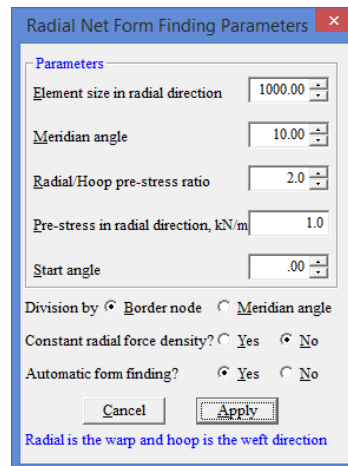 Radial Net Form Finding Parameters
Parameters
Element size in radial direction 1000.00
Meridian angle 10.00
Radial/Hoop pre-stress ratio 2.0
Pre-stress in radial direction, kN/m 1.0
Start angle .00
Division by Border node Meridian angle
Constant radial force density? Yes No
Automatic form finding? Yes No
Cancel Apply
Radial is the warp and hoop is the weft direction